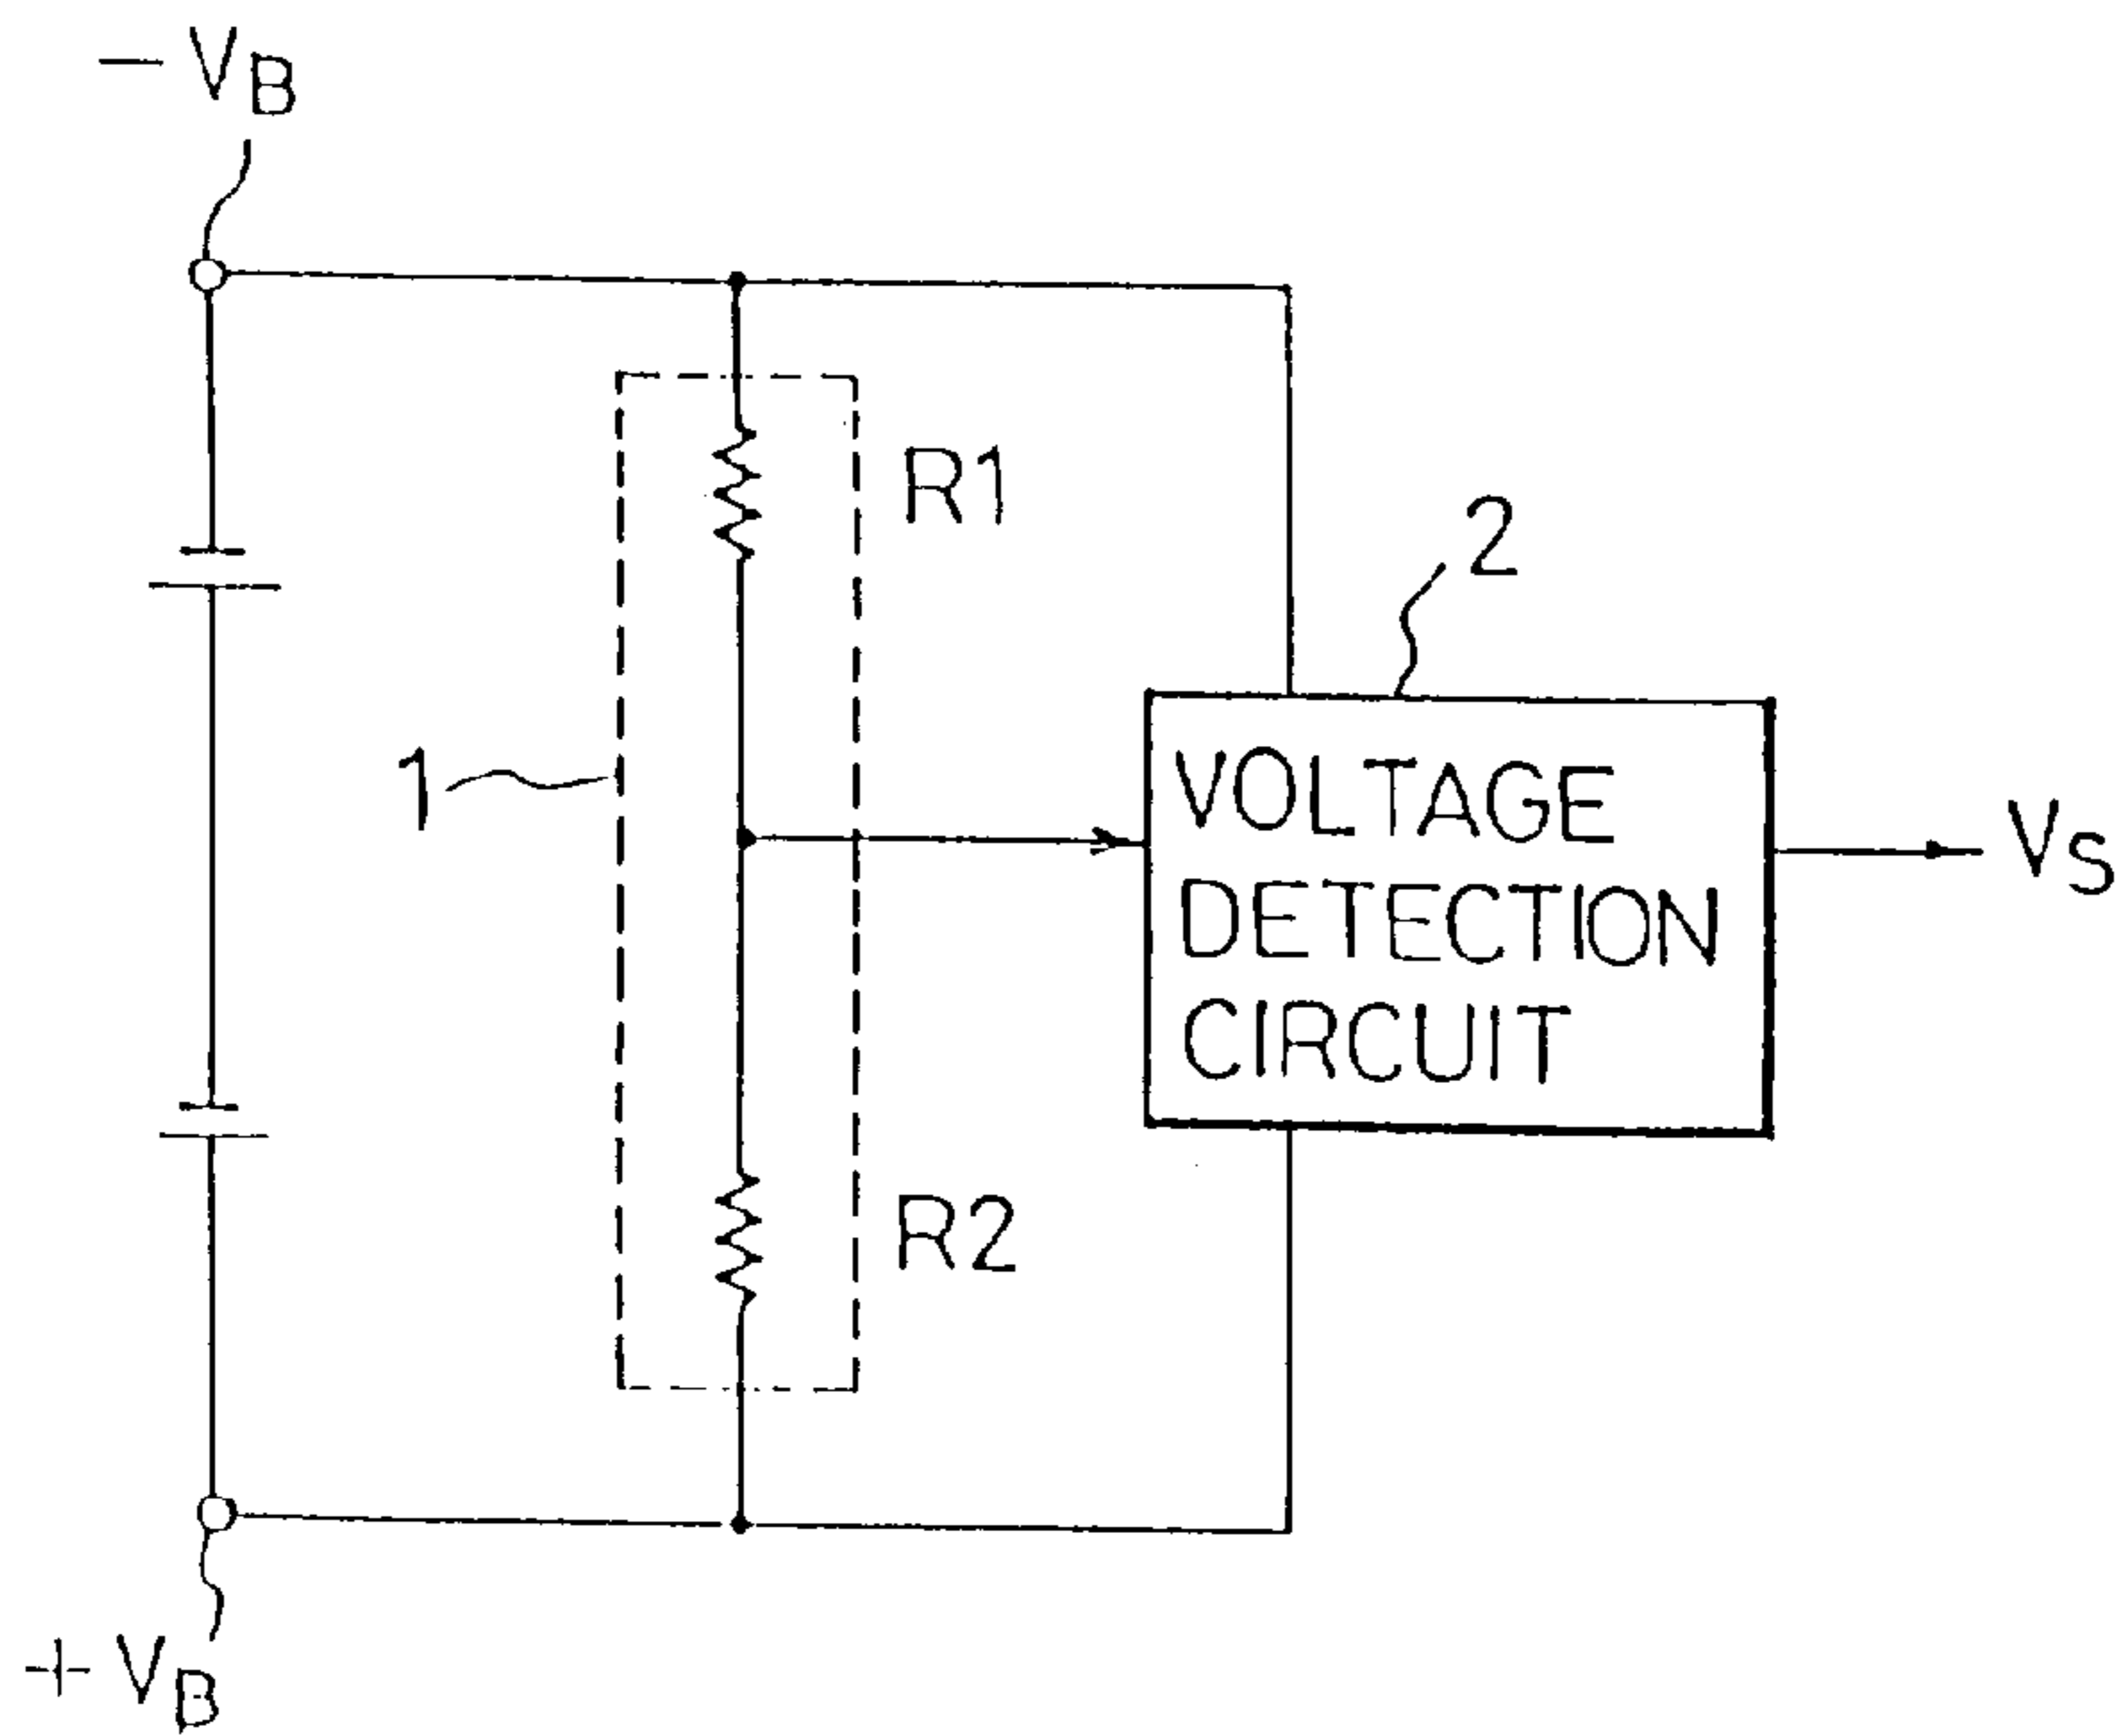 − VB
R1
2
1
VOLTAGE
DETECTION
CIRCUIT
VS
R2
+ VB